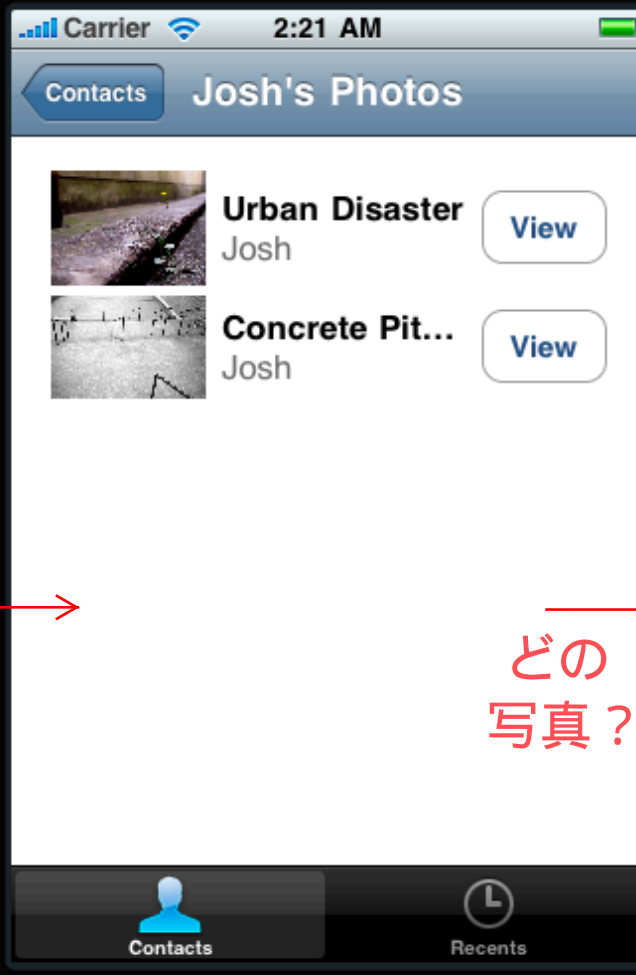 Carrier 2:21 AM
Contacts Josh's Photos
Urban Disaster
Josh
View
Concrete Pit...
Josh
View
どの
写真？
Contacts Recents